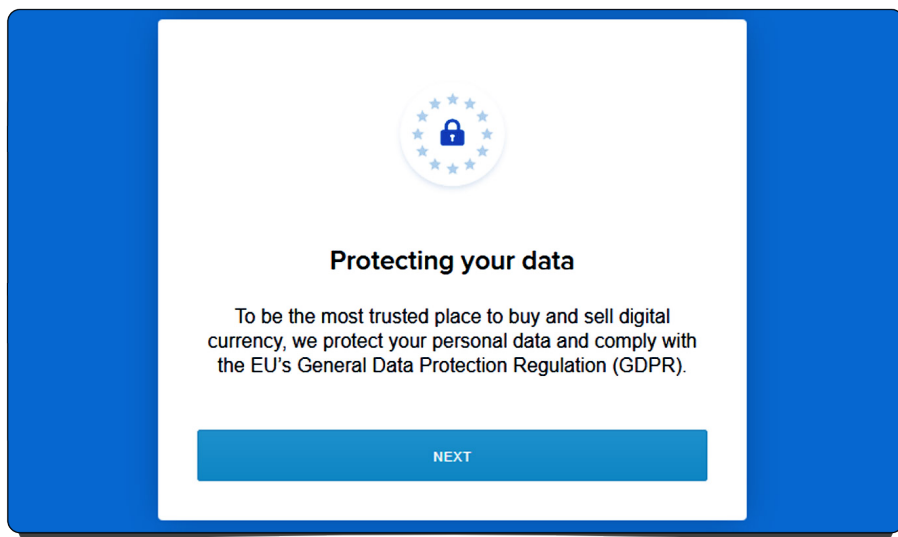 Protecting your data
To be the most trusted place to buy and sell digital
currency, we protect your personal data and comply with
the EU's General Data Protection Regulation (GDPR).
NEXT